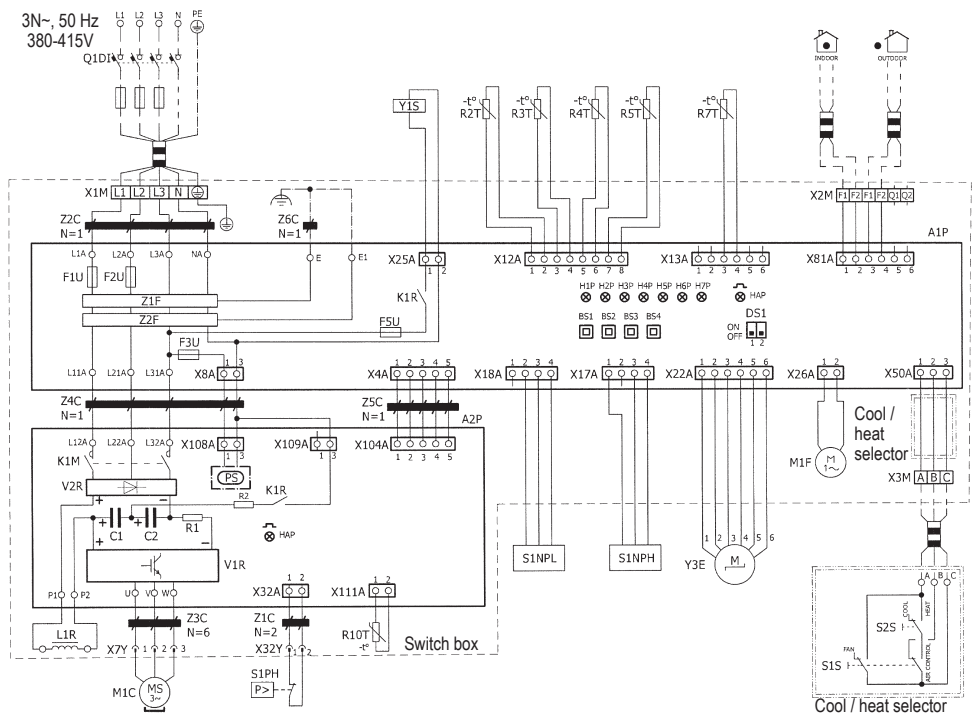 3N~, 50 Hz
380-415V
L1 L2 L3 N PE
Q1DI
INDOOR
OUTDOOR
Y1S
-t° R2T
-t° R3T
-t° R4T
-t° R5T
-t° R7T
X1M L1 L2 L3 N
X2M F1 F2 F1 F2 Q1 Q2
Z2C
N=1
Z6C
N=1
A1P
L1A L2A L3A NA E E1
X25A 1 2
X12A 1 2 3 4 5 6 7 8
X13A 1 2 3 4 5 6
X81A 1 2 3 4 5 6
F1U F2U
Z1F
K1R
H1P H2P H3P H4P H5P H6P H7P HAP
Z2F
F5U
BS1 BS2 BS3 BS4
DS1
ON
OFF
1 2
F3U
L11A L21A L31A
X8A 1 3
X4A 1 2 3 4 5
X18A 1 2 3 4
X17A 1 2 3 4
X22A 1 2 3 4 5 6
X26A 1 2
X50A 1 2 3
Z4C
N=1
Z5C
N=1
A2P
Cool /
heat
selector
L12A L22A L32A
X108A 1 3
X109A 1 3
X104A 1 2 3 4 5
K1M
PS
M1F
M
1~
X3M A B C
V2R
+ −
R2
K1R
+ C1
+ C2
R1
HAP
+ −
V1R
S1NPL
S1NPH
1 2 3 4 5 6
Y3E
M
P1 P2
U V W
X32A 1 2
X111A 1 2
A B C
L1R
Z3C
N=6
Z1C
N=2
R10T
-t°
Switch box
COOL
HEAT
S2S
X7Y 1 2 3
X32Y 1 2
FAN
S1S
AIR CONTROL
S1PH
P>
M1C
MS
3~
Cool / heat selector